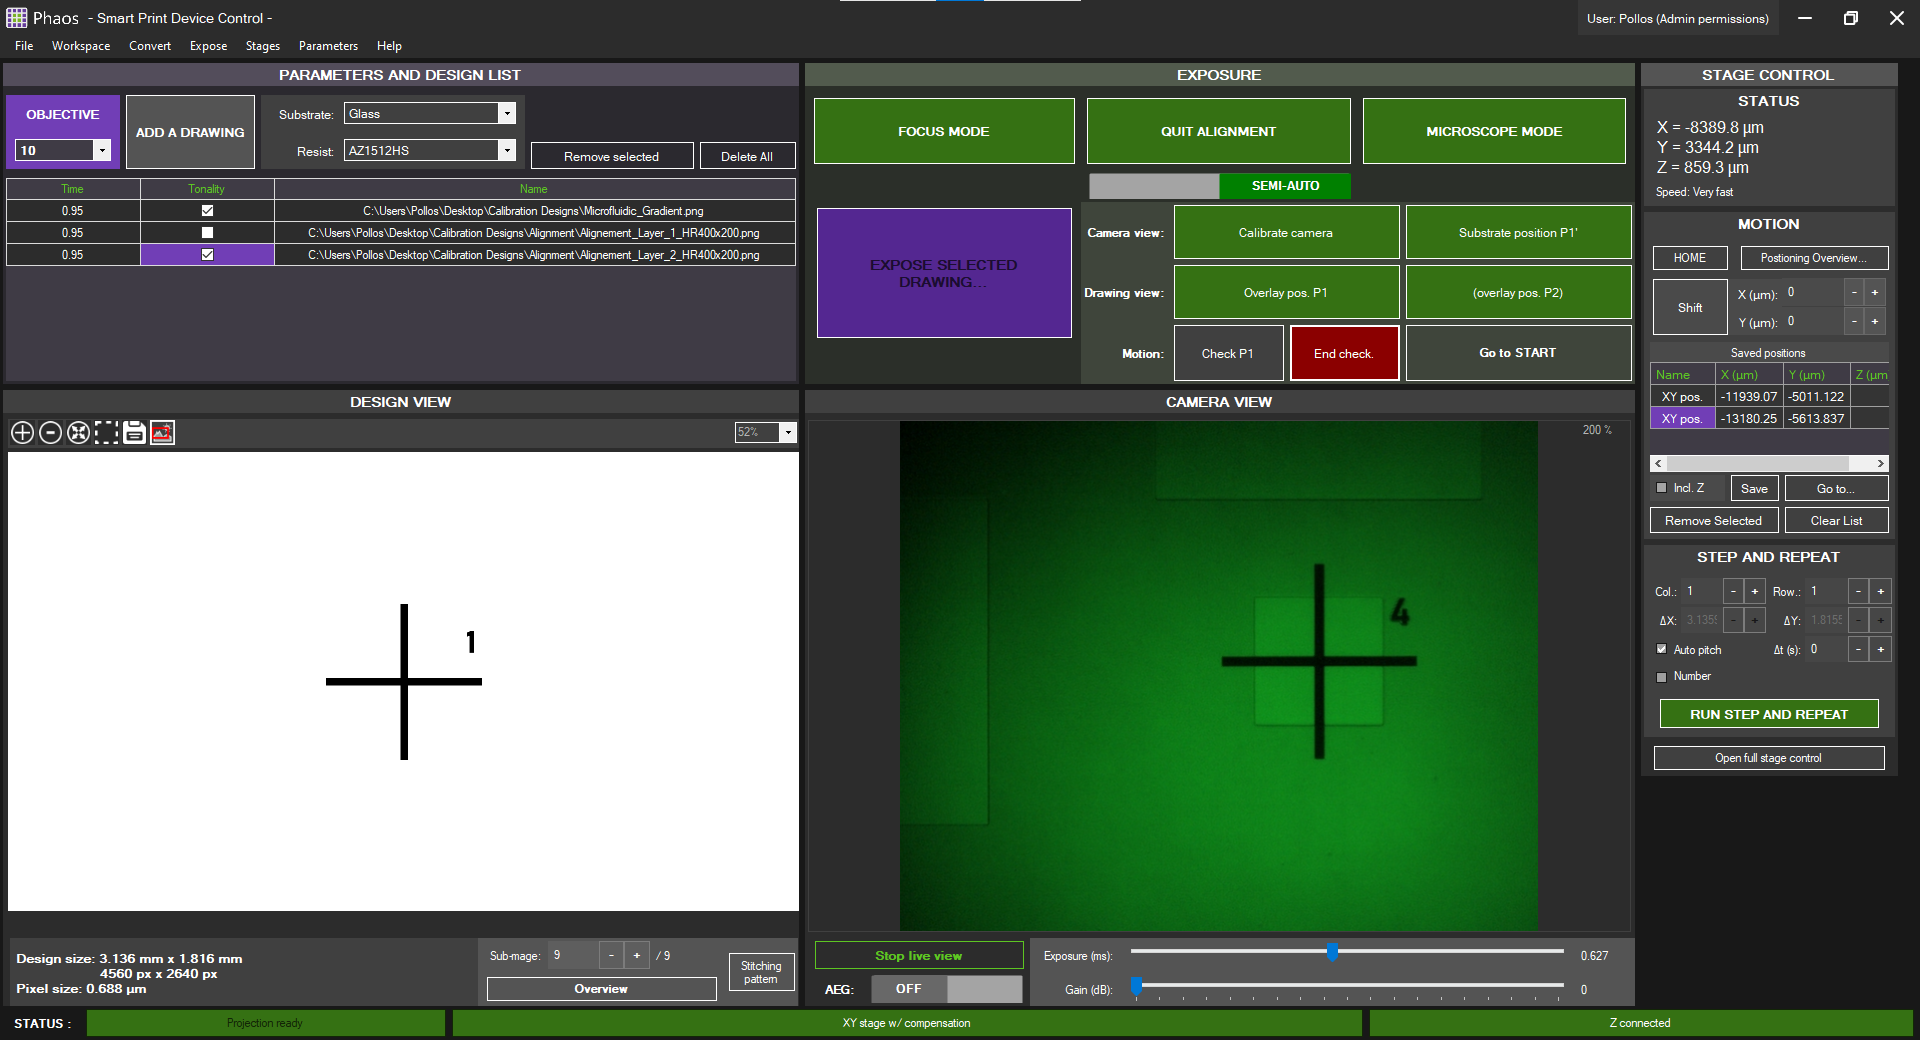 Phaos - Smart Print Device Control -
User: Pollos (Admin permissions)
File Workspace Convert Expose Stages Parameters Help
PARAMETERS AND DESIGN LIST
OBJECTIVE
10
ADD A DRAWING
Substrate: Glass
Resist: AZ1512HS
Remove selected
Delete All
Time Tonality Name
0.95 C:\Users\Pollos\Desktop\Calibration Designs\Microfluidic_Gradient.png
0.95 C:\Users\Pollos\Desktop\Calibration Designs\Alignment\Alignement_Layer_1_HR400x200.png
0.95 C:\Users\Pollos\Desktop\Calibration Designs\Alignment\Alignement_Layer_2_HR400x200.png
EXPOSURE
FOCUS MODE
QUIT ALIGNMENT
MICROSCOPE MODE
SEMI-AUTO
EXPOSE SELECTED
DRAWING...
Camera view: Calibrate camera Substrate position P1'
Drawing view: Overlay pos. P1 (overlay pos. P2)
Motion: Check P1 End check. Go to START
DESIGN VIEW
52%
1
Design size: 3.136 mm x 1.816 mm
4560 px x 2640 px
Pixel size: 0.688 µm
Sub-mage: 9 - + / 9
Overview
Stitching
pattern
CAMERA VIEW
200 %
4
Stop live view
AEG: OFF
Exposure (ms): 0.627
Gain (dB): 0
STAGE CONTROL
STATUS
X = -8389.8 µm
Y = 3344.2 µm
Z = 859.3 µm
Speed: Very fast
MOTION
HOME
Postioning Overview...
Shift
X (µm): 0 - +
Y (µm): 0 - +
Saved positions
Name X (µm) Y (µm) Z (µm
XY pos. -11939.07 -5011.122
XY pos. -13180.25 -5613.837
Incl. Z
Save
Go to...
Remove Selected
Clear List
STEP AND REPEAT
Col.: 1 - + Row.: 1 - +
ΔX: 3.1355 - + ΔY: 1.8155 - +
Auto pitch Δt (s): 0 - +
Number
RUN STEP AND REPEAT
Open full stage control
STATUS :
Projection ready
XY stage w/ compensation
Z connected